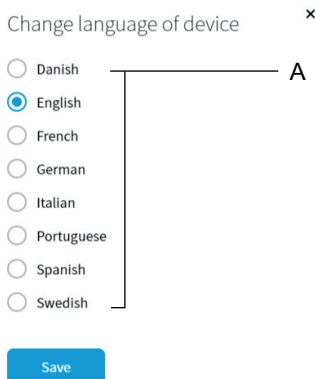 Change language of device
×
Danish
A
English
French
German
Italian
Portuguese
Spanish
Swedish
Save